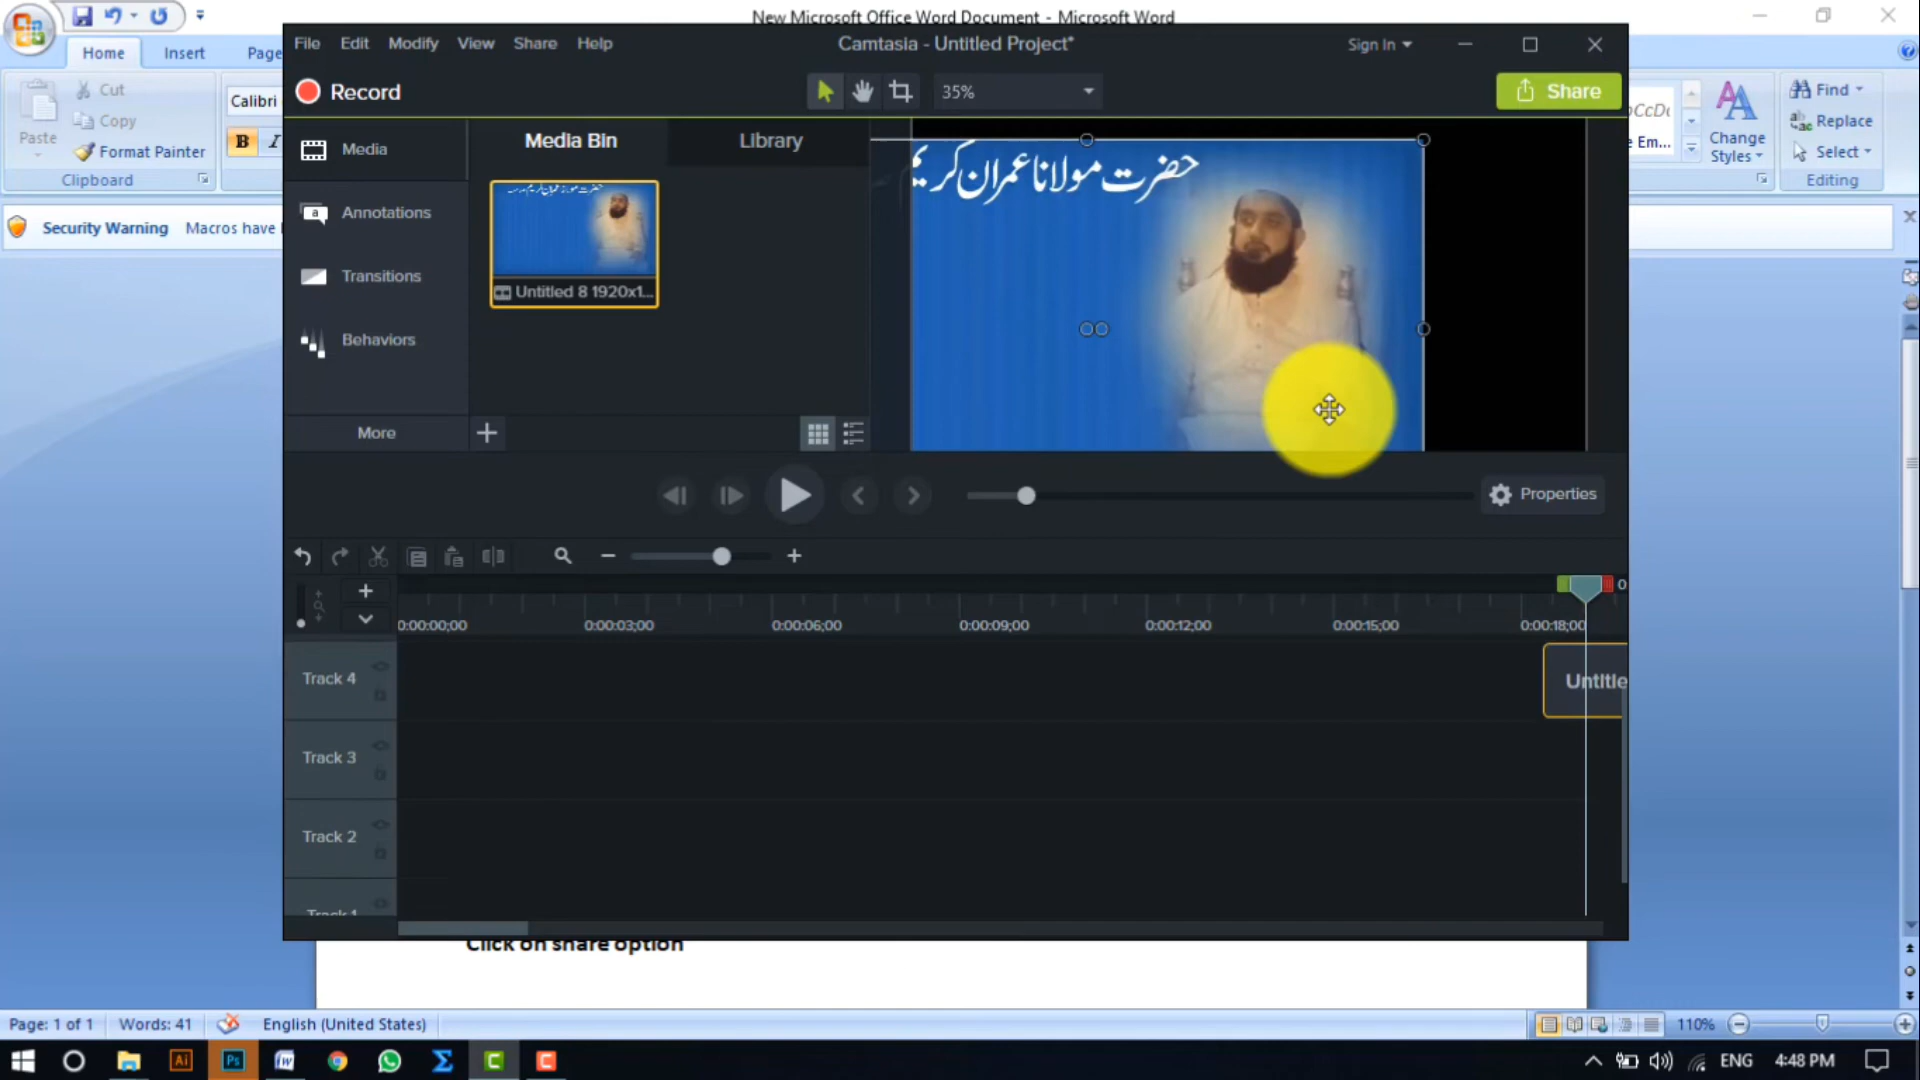 New Microsoft Office Word Document - Microsoft Word
Home
Insert
Page
Cut
Copy
Paste
Format Painter
Clipboard
Calibri
B
I
Find
Replace
Select
Editing
Change
Styles
Em...
Security Warning
Macros have
File
Edit
Modify
View
Share
Help
Camtasia - Untitled Project*
Sign In
Record
35%
Share
Media
Annotations
Transitions
Behaviors
More
Media Bin
Library
Untitled 8 1920x1...
حضرت مولانا عمران کریم
Properties
0:00:00;00
0:00:03;00
0:00:06;00
0:00:09;00
0:00:12;00
0:00:15;00
0:00:18;00
Track 4
Track 3
Track 2
Track 1
Untitle
Click on share option
Page: 1 of 1
Words: 41
English (United States)
110%
Ai
Ps
ENG
4:48 PM